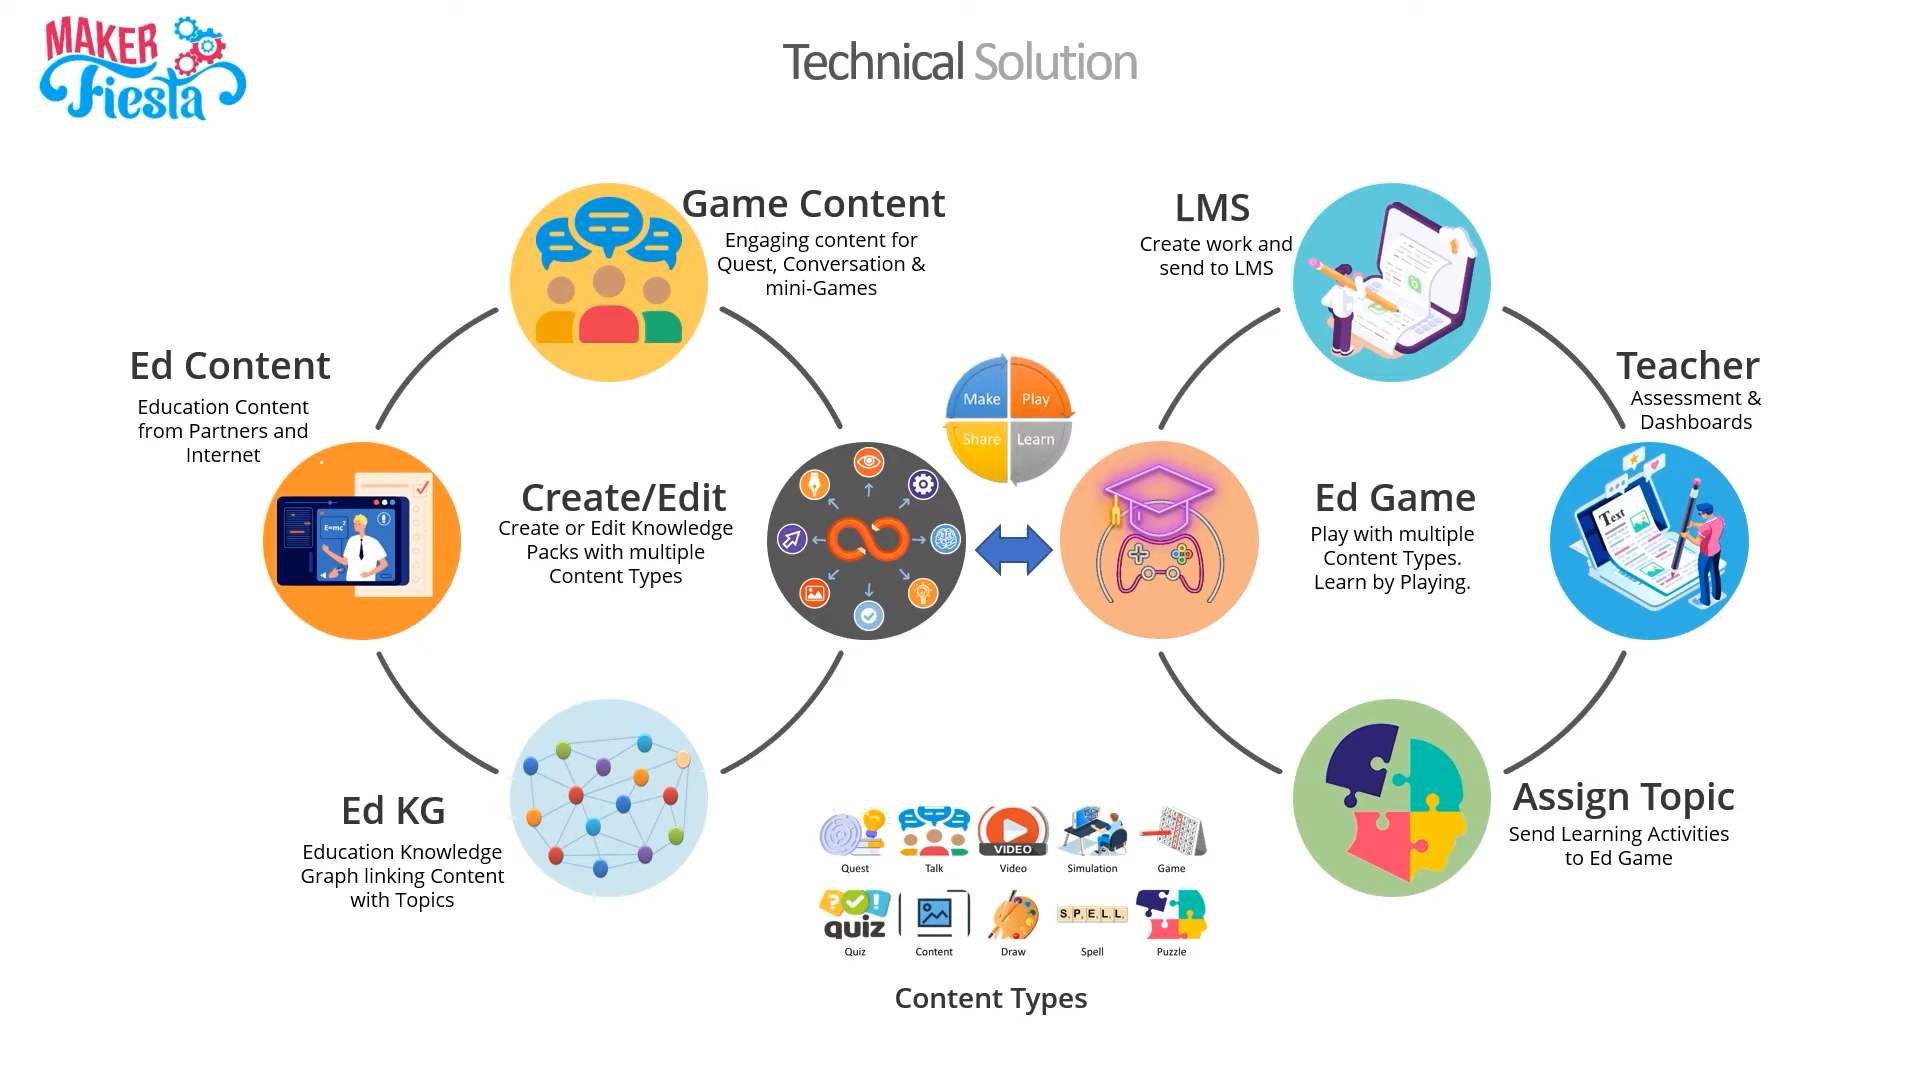 MAKER
Fiesta
Technical Solution
Game Content
Engaging content for
Quest, Conversation &
mini-Games
LMS
Create work and
send to LMS
Ed Content
Education Content
from Partners and
Internet
Teacher
Assessment &
Dashboards
Make
Play
Share
Learn
E=mc²
Create/Edit
Create or Edit Knowledge
Packs with multiple
Content Types
Ed Game
Play with multiple
Content Types.
Learn by Playing.
Text
Ed KG
Education Knowledge
Graph linking Content
with Topics
Assign Topic
Send Learning Activities
to Ed Game
VIDEO
Quest
Talk
Video
Simulation
Game
? !
quiz
S P E L L
Quiz
Content
Draw
Spell
Puzzle
Content Types